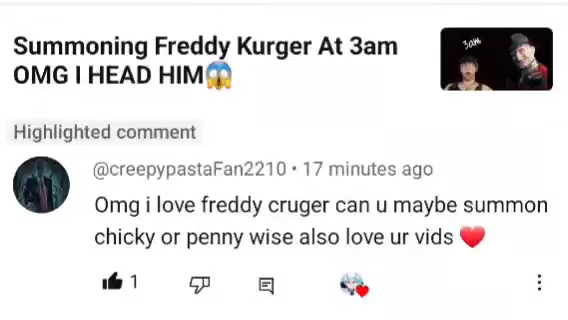 Summoning Freddy Kurger At 3am
OMG I HEAD HIM😱
3am
Highlighted comment
@creepypastaFan2210 • 17 minutes ago
Omg i love freddy cruger can u maybe summon
chicky or penny wise also love ur vids ❤️
1